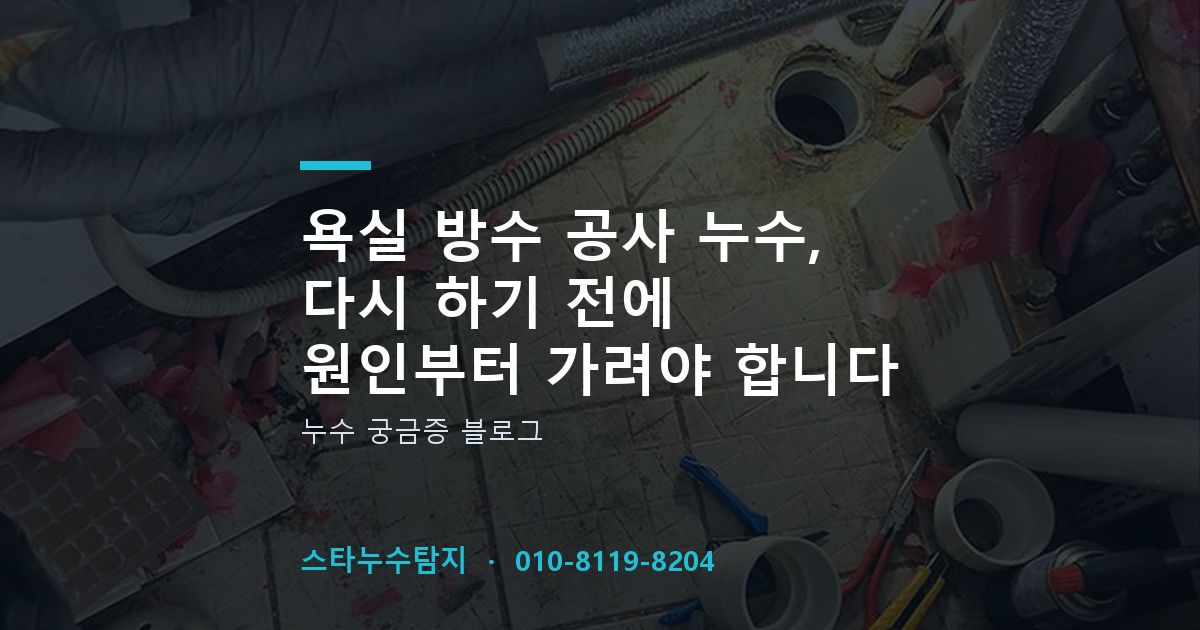 욕실 방수 공사 누수,
다시 하기 전에
원인부터 가려야 합니다
누수 궁금증 블로그
스타누수탐지 · 010-8119-8204